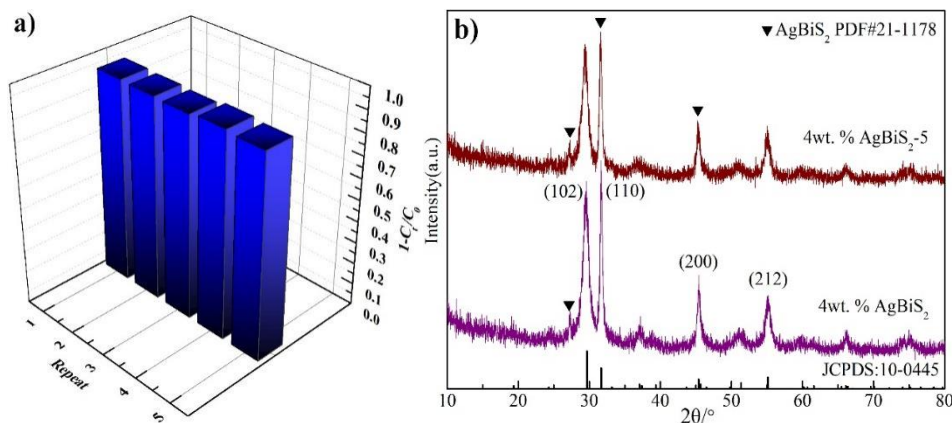 a)
1.0
0.9
0.8
0.7
0.6
0.5
0.4
0.3
0.2
0.1
0.0
1-Cₜ/C₀
1
2
3
4
5
Repeat
b)
▼AgBiS₂ PDF#21-1178
4wt. % AgBiS₂-5
(102)
(110)
(200)
(212)
4wt. % AgBiS₂
JCPDS:10-0445
Intensity(a.u.)
10 20 30 40 50 60 70 80
2θ/°